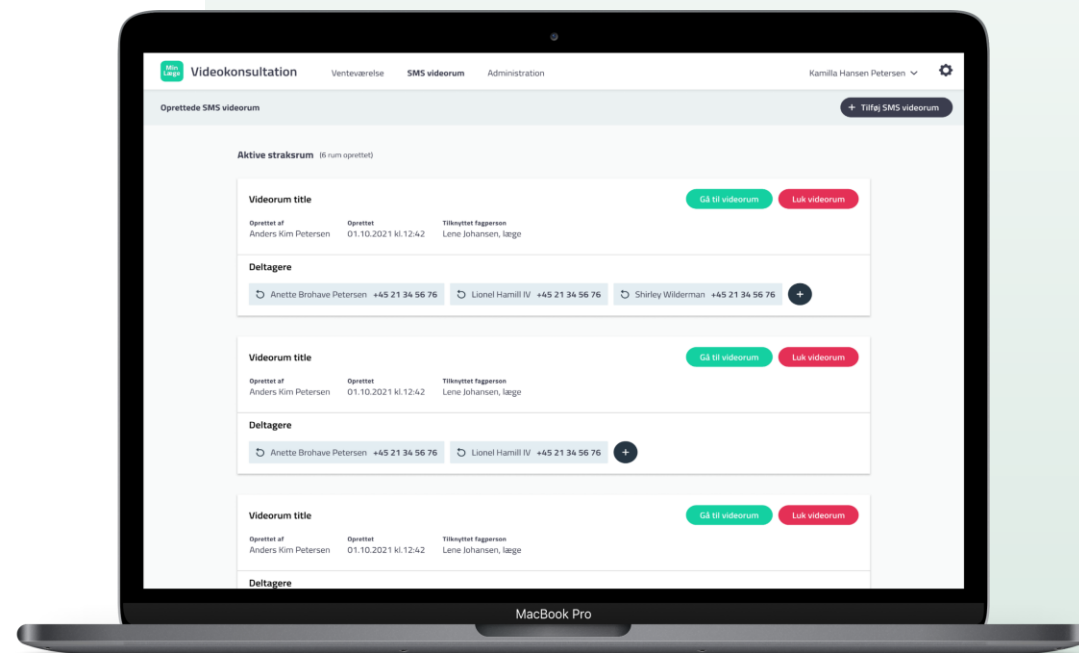 Min Læge Videokonsultation Venteværelse SMS videorum Administration Kamilla Hansen Petersen
Oprettede SMS videorum + Tilføj SMS videorum
Aktive straksrum (6 rum oprettet)
Videorum title Gå til videorum Luk videorum
Oprettet af Oprettet Tilknyttet fagperson
Anders Kim Petersen 01.10.2021 kl.12:42 Lene Johansen, læge
Deltagere
Anette Brohave Petersen +45 21 34 56 76 Lionel Hamill IV +45 21 34 56 76 Shirley Wilderman +45 21 34 56 76 +
Videorum title Gå til videorum Luk videorum
Oprettet af Oprettet Tilknyttet fagperson
Anders Kim Petersen 01.10.2021 kl.12:42 Lene Johansen, læge
Deltagere
Anette Brohave Petersen +45 21 34 56 76 Lionel Hamill IV +45 21 34 56 76 +
Videorum title Gå til videorum Luk videorum
Oprettet af Oprettet Tilknyttet fagperson
Anders Kim Petersen 01.10.2021 kl.12:42 Lene Johansen, læge
Deltagere
MacBook Pro